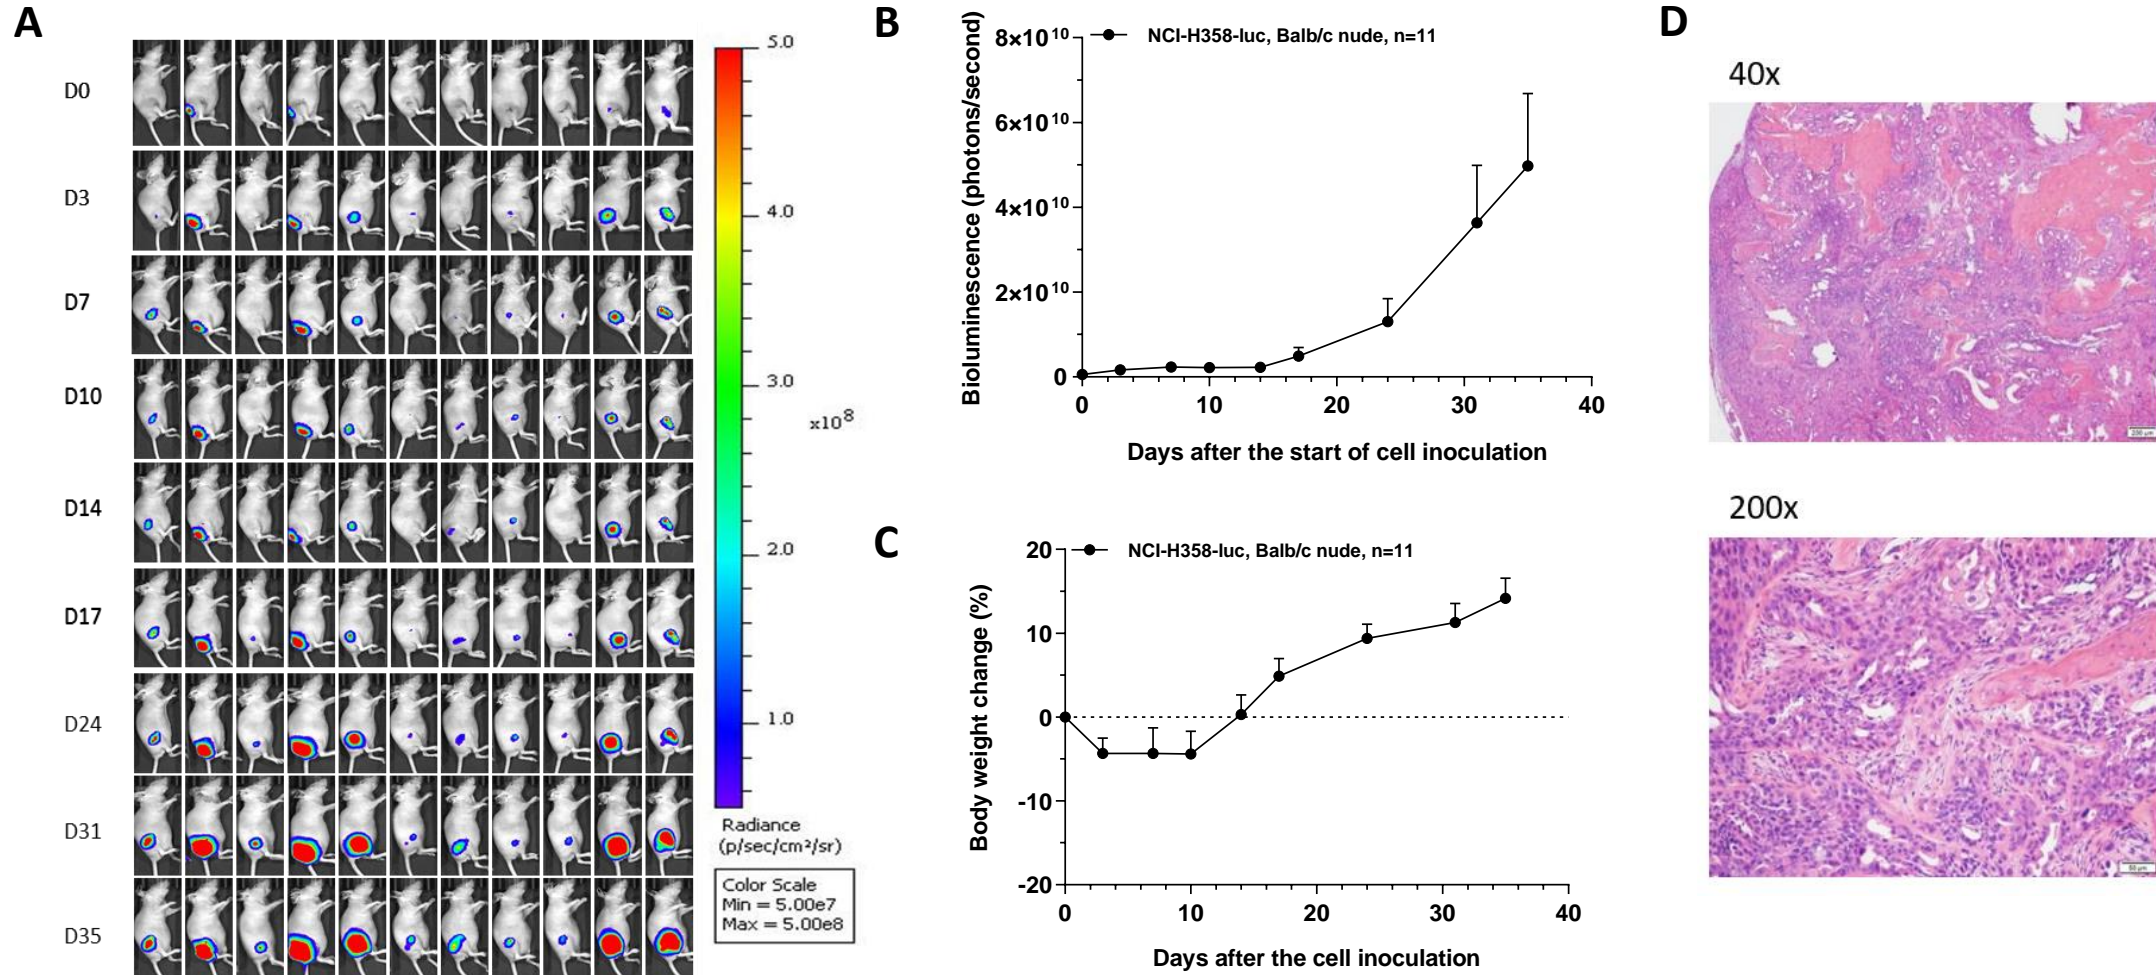 A
D0
D3
D7
D10
D14
D17
D24
D31
D35
5.0
4.0
3.0
x10⁸
2.0
1.0
Radiance
(p/sec/cm²/sr)
Color Scale
Min = 5.00e7
Max = 5.00e8
B
NCI-H358-luc, Balb/c nude, n=11
Bioluminescence (photons/second)
8×10¹⁰
6×10¹⁰
4×10¹⁰
2×10¹⁰
0
0 10 20 30 40
Days after the start of cell inoculation
C
NCI-H358-luc, Balb/c nude, n=11
Body weight change (%)
20
10
0
-10
-20
0 10 20 30 40
Days after the cell inoculation
D
40x
200 µm
200x
50 µm